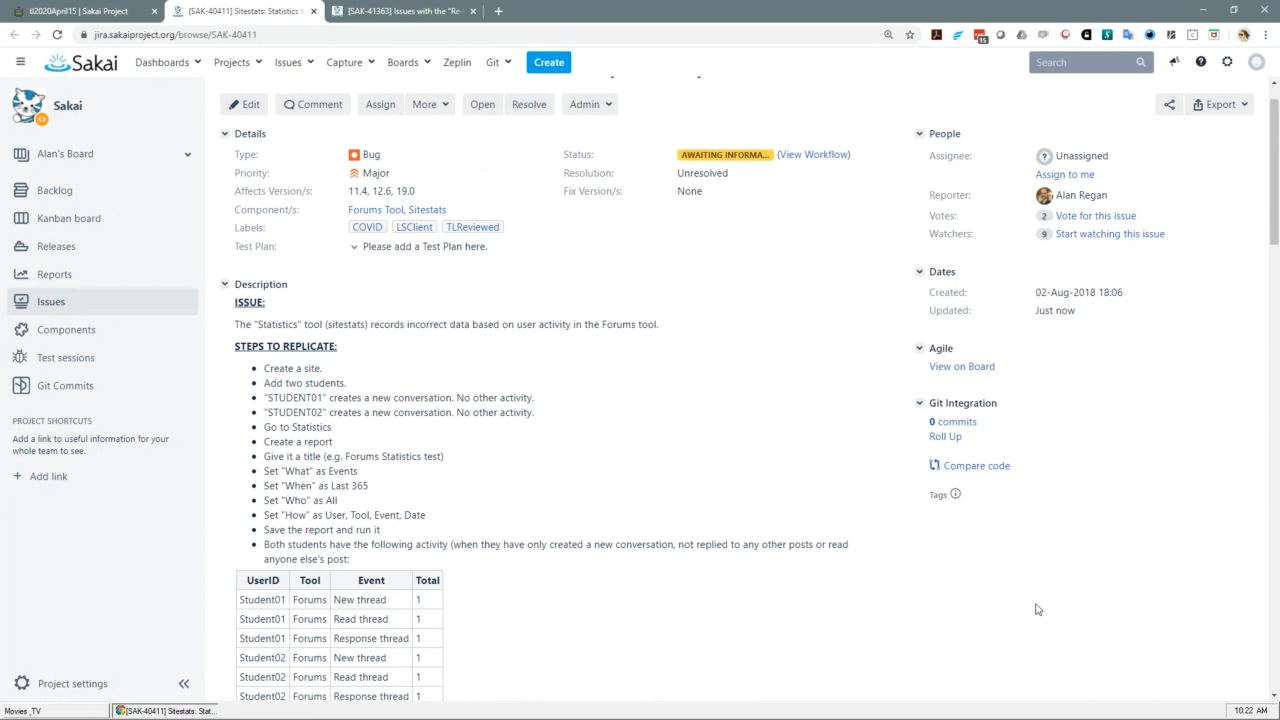 tl2020April15 | Sakai Project
[SAK-40411] Sitestats: Statistics t
[SAK-41363] Issues with the "Re
jira.sakaiproject.org/browse/SAK-40411
15
Sakai
Dashboards
Projects
Issues
Capture
Boards
Zeplin
Git
Create
Search
Sakai
Edit
Comment
Assign
More
Open
Resolve
Admin
Export
Alan's Board
Backlog
Kanban board
Releases
Reports
Issues
Components
Test sessions
Git Commits
PROJECT SHORTCUTS
Add a link to useful information for your
whole team to see.
Add link
Project settings
Details
Type: Bug
Status: AWAITING INFORMA... (View Workflow)
Priority: Major
Resolution: Unresolved
Affects Version/s: 11.4, 12.6, 19.0
Fix Version/s: None
Component/s: Forums Tool, Sitestats
Labels: COVID LSClient TLReviewed
Test Plan: Please add a Test Plan here.
Description
ISSUE:
The "Statistics" tool (sitestats) records incorrect data based on user activity in the Forums tool.
STEPS TO REPLICATE:
Create a site.
Add two students.
"STUDENT01" creates a new conversation. No other activity.
"STUDENT02" creates a new conversation. No other activity.
Go to Statistics
Create a report
Give it a title (e.g. Forums Statistics test)
Set "What" as Events
Set "When" as Last 365
Set "Who" as All
Set "How" as User, Tool, Event, Date
Save the report and run it
Both students have the following activity (when they have only created a new conversation, not replied to any other posts or read
anyone else's post:
UserID Tool Event Total
Student01 Forums New thread 1
Student01 Forums Read thread 1
Student01 Forums Response thread 1
Student02 Forums New thread 1
Student02 Forums Read thread 1
Student02 Forums Response thread 1
People
Assignee: Unassigned
Assign to me
Reporter: Alan Regan
Votes: 2 Vote for this issue
Watchers: 9 Start watching this issue
Dates
Created: 02-Aug-2018 18:06
Updated: Just now
Agile
View on Board
Git Integration
0 commits
Roll Up
Compare code
Tags
Movies _TV
[SAK-40411] Sitestats: Stat...
10:22 AM